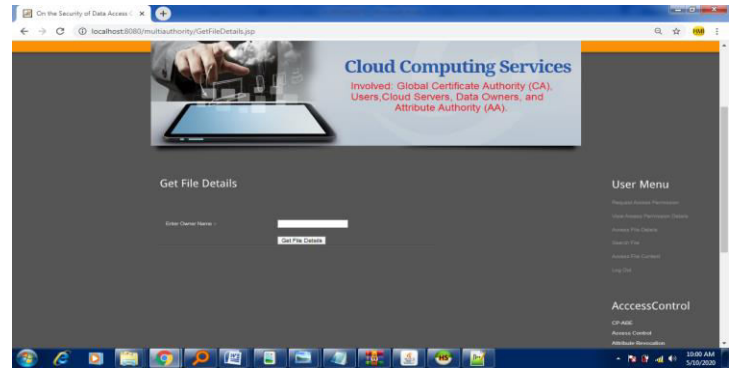 On the Security of Data Access C
localhost:8080/multiauthority/GetFileDetails.jsp
HMB
Cloud Computing Services
Involved: Global Certificate Authority (CA),
Users,Cloud Servers, Data Owners, and
Attribute Authority (AA).
Get File Details
User Menu
Enter Owner Name :-
Request Access Permission
View Access Permission Details
Access File Details
Get File Details
Search File
Access File Content
Log Out
AcccessControl
CP-ABE
Access Control
Attribute Revocation
10:00 AM
5/10/2020